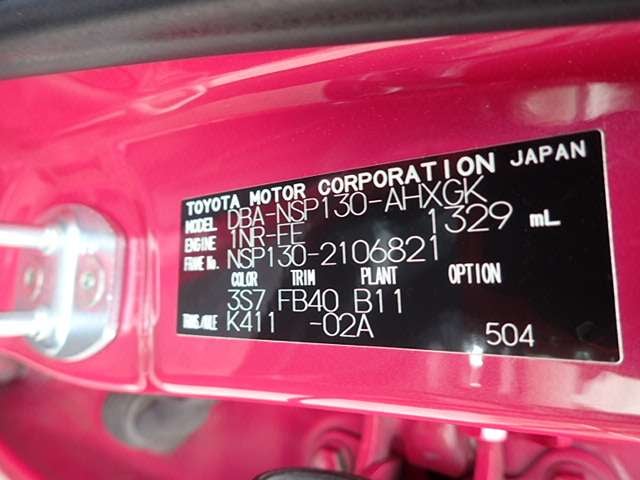 TOYOTA MOTOR CORPORATION JAPAN
MODEL DBA-NSP130-AHXGK
ENGINE 1NR-FE 1329 mL
FRAME No. NSP130-2106821
COLOR TRIM PLANT OPTION
3S7 FB40 B11
TRANS/AXLE K411 -02A 504